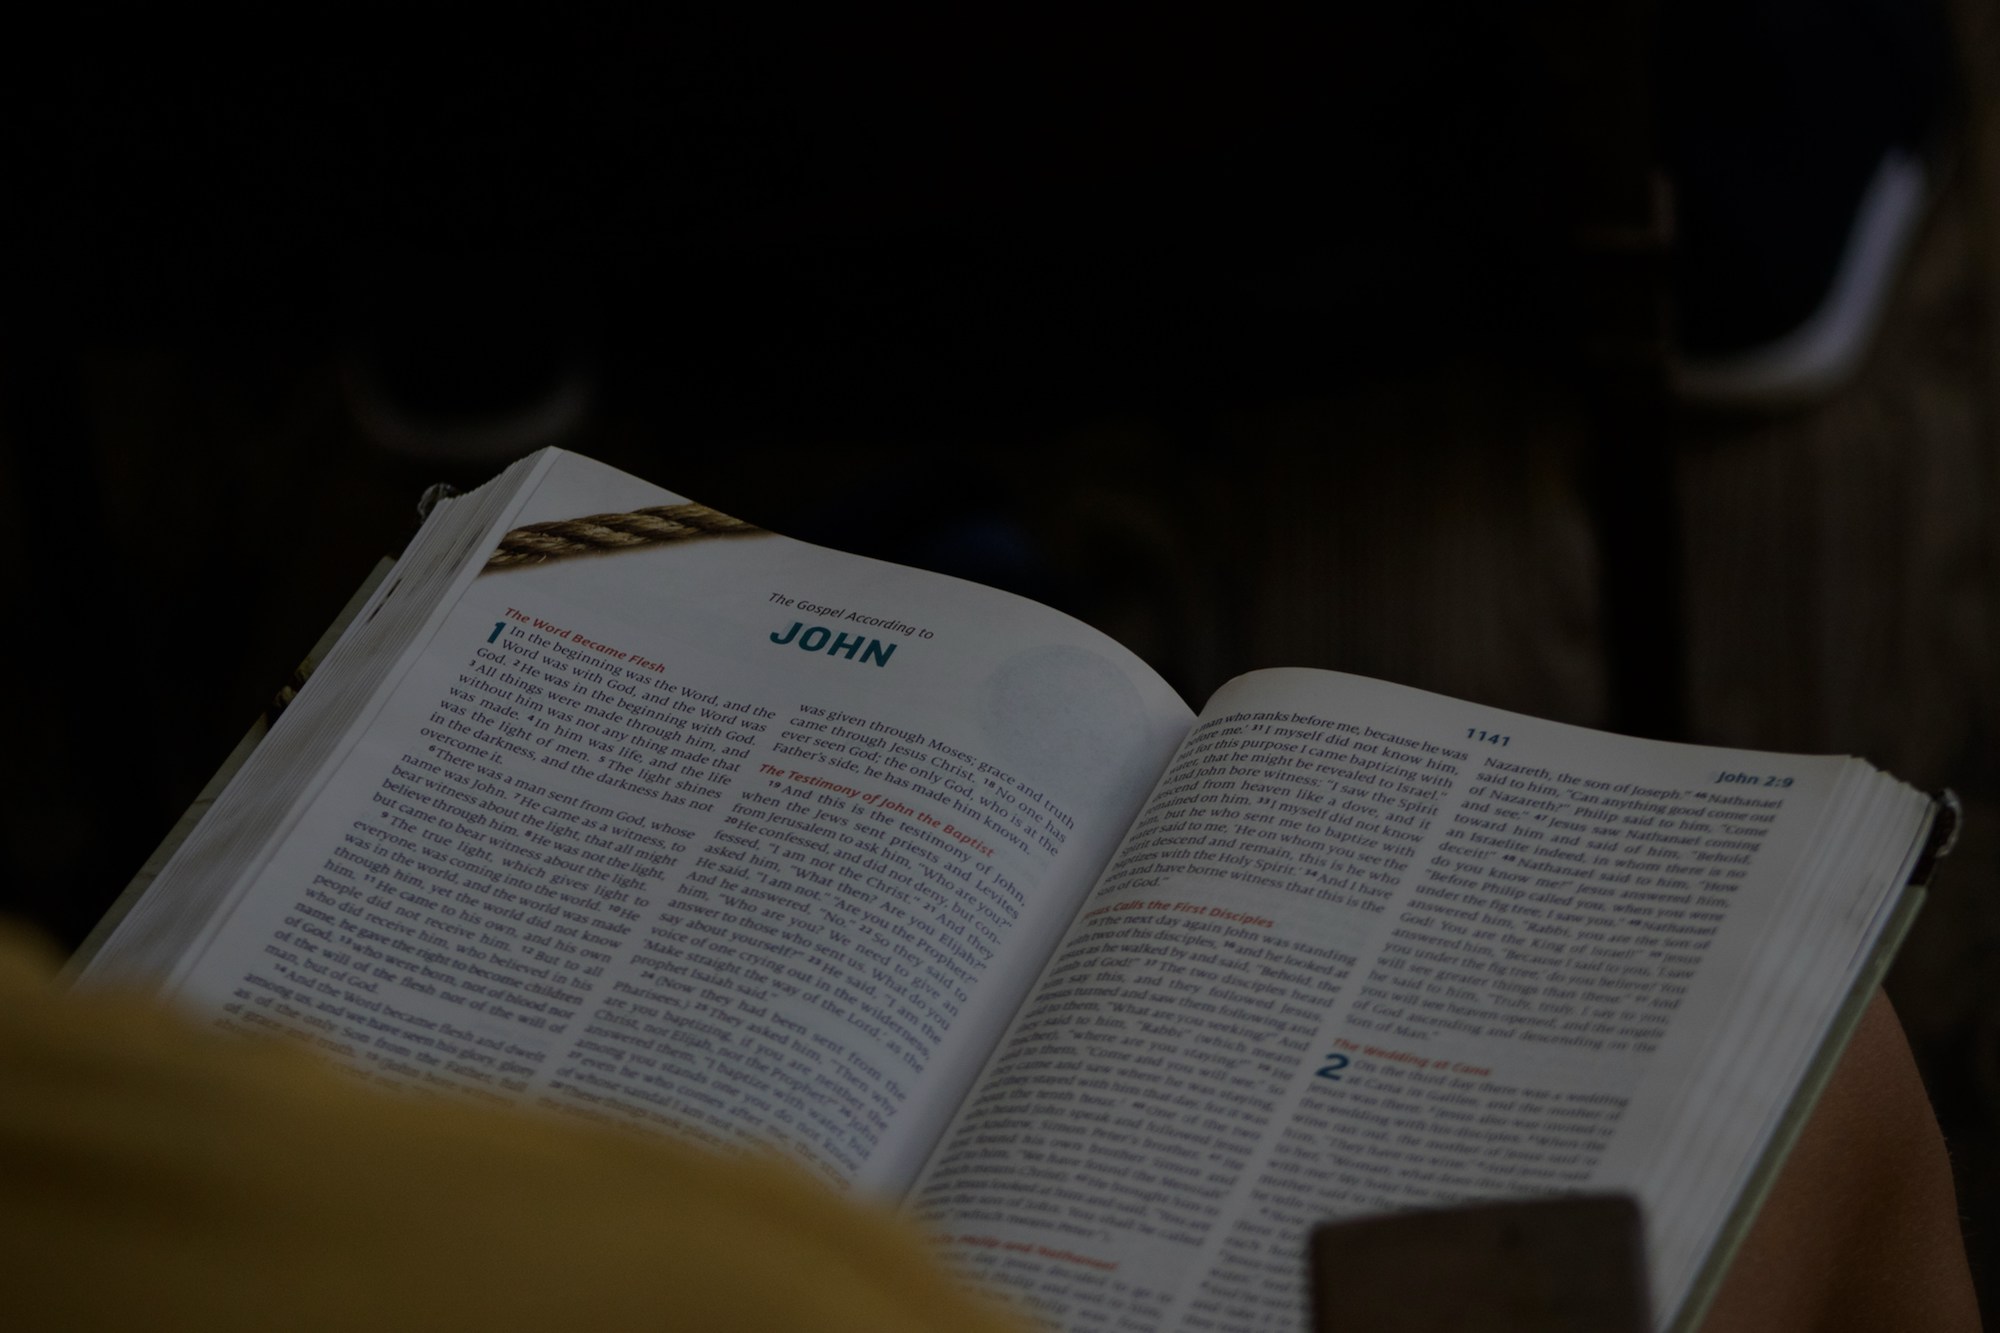 The Gospel According to
JOHN
The Word Became Flesh
1 In the beginning was the Word, and the
Word was with God, and the Word was
God. 2 He was in the beginning with God.
3 All things were made through him, and
without him was not any thing made that
was made. 4 In him was life, and the life
was the light of men. 5 The light shines
in the darkness, and the darkness has not
overcome it.
6 There was a man sent from God, whose
name was John. 7 He came as a witness, to
bear witness about the light, that all might
believe through him. 8 He was not the light,
but came to bear witness about the light.
9 The true light, which gives light to
everyone, was coming into the world. 10 He
was in the world, and the world was made
through him, yet the world did not know
him. 11 He came to his own, and his own
people did not receive him. 12 But to all
who did receive him, who believed in his
name, he gave the right to become children
of God, 13 who were born, not of blood nor
of the will of the flesh nor of the will of
man, but of God.
14 And the Word became flesh and dwelt
among us, and we have seen his glory, glory
as of the only Son from the Father, full
of grace and truth.
was given through Moses; grace and truth
came through Jesus Christ. 18 No one has
ever seen God; the only God, who is at the
Father's side, he has made him known.
The Testimony of John the Baptist
19 And this is the testimony of John,
when the Jews sent priests and Levites
from Jerusalem to ask him, "Who are you?"
20 He confessed, and did not deny, but con-
fessed, "I am not the Christ." 21 And they
asked him, "What then? Are you Elijah?"
He said, "I am not." "Are you the Prophet?"
And he answered, "No." 22 So they said to
him, "Who are you? We need to give an
answer to those who sent us. What do you
say about yourself?" 23 He said, "I am the
voice of one crying out in the wilderness,
'Make straight the way of the Lord,' as the
prophet Isaiah said."
24 (Now they had been sent from the
Pharisees.) 25 They asked him, "Then why
are you baptizing, if you are neither the
Christ, nor Elijah, nor the Prophet?" 26 John
answered them, "I baptize with water, but
among you stands one you do not know,
27 even he who comes after me, the strap
of whose sandal I am not
1141
John 2:9
man who ranks before me, because he was
before me.' 31 I myself did not know him,
but for this purpose I came baptizing with
water, that he might be revealed to Israel."
And John bore witness: "I saw the Spirit
descend from heaven like a dove, and it
remained on him. 33 I myself did not know
him, but he who sent me to baptize with
water said to me, 'He on whom you see the
Spirit descend and remain, this is he who
baptizes with the Holy Spirit.' 34 And I have
seen and have borne witness that this is the
Son of God."
Jesus Calls the First Disciples
The next day again John was standing
with two of his disciples, 36 and he looked at
Jesus as he walked by and said, "Behold, the
Lamb of God!" 37 The two disciples heard
him say this, and they followed Jesus.
Jesus turned and saw them following and
said to them, "What are you seeking?" And
they said to him, "Rabbi" (which means
Teacher), "where are you staying?" 39 He
said to them, "Come and you will see." So
they came and saw where he was staying,
and they stayed with him that day, for it was
about the tenth hour. 40 One of the two
who heard John speak and followed Jesus
was Andrew, Simon Peter's brother. 41 He
found his own brother Simon and
said to him, "We have found the Messiah"
(which means Christ). 42 He brought him to
Jesus. Jesus looked at him and said, "You are
Simon the son of John. You shall be called
(which means Peter).
Philip and Nathanael
day Jesus decided to go to
Nazareth, the son of Joseph." 46 Nathanael
said to him, "Can anything good come out
of Nazareth?" Philip said to him, "Come
and see." 47 Jesus saw Nathanael coming
toward him and said of him, "Behold,
an Israelite indeed, in whom there is no
deceit!" 48 Nathanael said to him, "How
do you know me?" Jesus answered him,
"Before Philip called you, when you were
under the fig tree, I saw you." 49 Nathanael
answered him, "Rabbi, you are the Son of
God! You are the King of Israel!" 50 Jesus
answered him, "Because I said to you, 'I saw
you under the fig tree,' do you believe? You
will see greater things than these." 51 And
he said to him, "Truly, truly, I say to you,
you will see heaven opened, and the angels
of God ascending and descending on the
Son of Man."
The Wedding at Cana
2 On the third day there was a wedding
at Cana in Galilee, and the mother of
Jesus was there. 2 Jesus also was invited to
the wedding with his disciples. 3 When the
wine ran out, the mother of Jesus said to
him, "They have no wine." 4 And Jesus said
to her, "Woman, what does this have